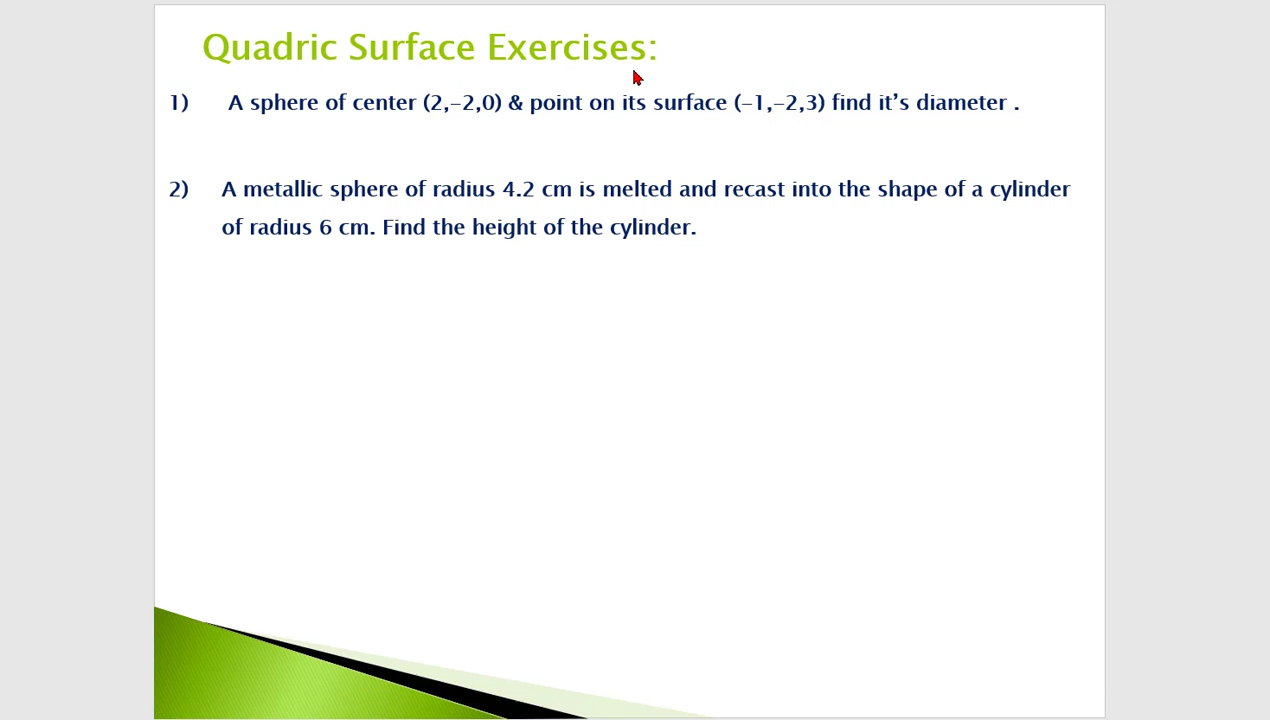 Quadric Surface Exercises:
1) A sphere of center (2,-2,0) & point on its surface (-1,-2,3) find it’s diameter .
2) A metallic sphere of radius 4.2 cm is melted and recast into the shape of a cylinder
of radius 6 cm. Find the height of the cylinder.